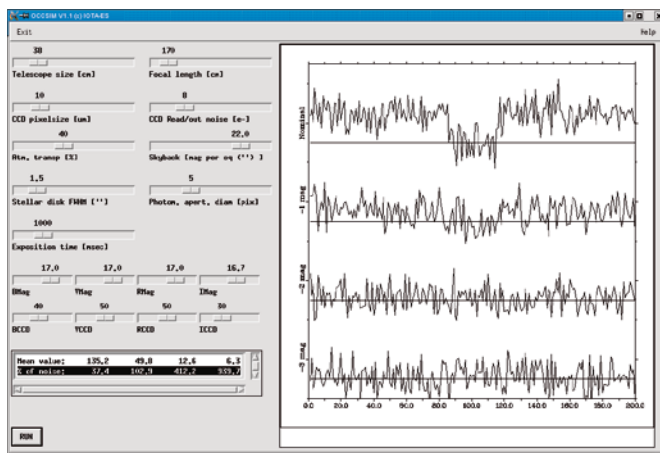 OCCSIM V1.1 (c) IOTA-ES
Exit
Help
38 170
Telescope size [cm] Focal length [cm]
10 8
CCD pixelsize [um] CCD Read/out noise [e-]
40 22,0
Atm, transp [%] Skyback [mag per sq ('') ]
1,5 5
Stellar disk FWHM [''] Photom, apert, diam [pix]
1000
Exposition time [msec]
17,0 17,0 17,0 16,7
BMag VMag RMag IMag
40 50 50 30
BCCD VCCD RCCD ICCD
Mean value: 135,2 49,8 12,6 6,3
% of noise: 37,4 102,9 412,2 939,7
RUN
Nominal
-1 mag
-2 mag
-3 mag
0.0 20.0 40.0 60.0 80.0 100.0 120.0 140.0 160.0 180.0 200.0